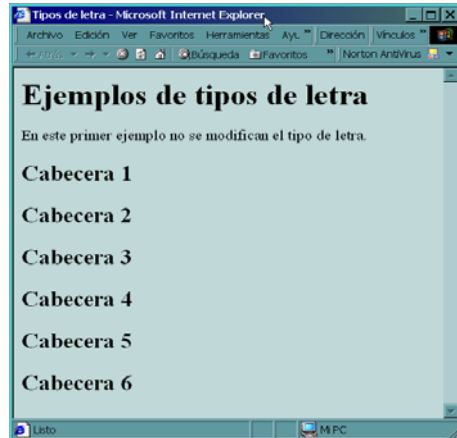 Tipos de letra - Microsoft Internet Explorer
Archivo Edición Ver Favoritos Herramientas Ayu. » Dirección Vínculos »
Atrás Búsqueda Favoritos » Norton AntiVirus
Ejemplos de tipos de letra
En este primer ejemplo no se modifican el tipo de letra.
Cabecera 1
Cabecera 2
Cabecera 3
Cabecera 4
Cabecera 5
Cabecera 6
Listo Mi PC